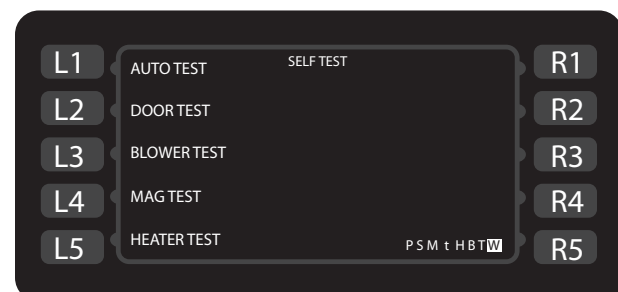 SELF TEST
L1 AUTO TEST R1
L2 DOOR TEST R2
L3 BLOWER TEST R3
L4 MAG TEST R4
L5 HEATER TEST P S M t H B T W R5